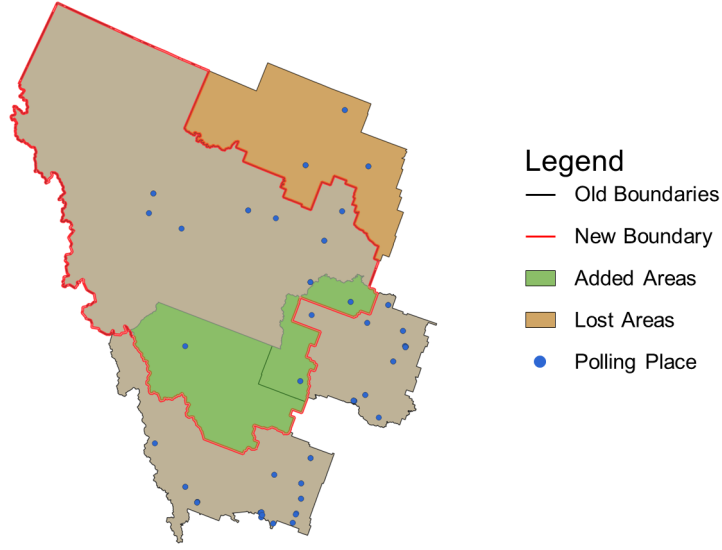 Legend
Old Boundaries
New Boundary
Added Areas
Lost Areas
Polling Place